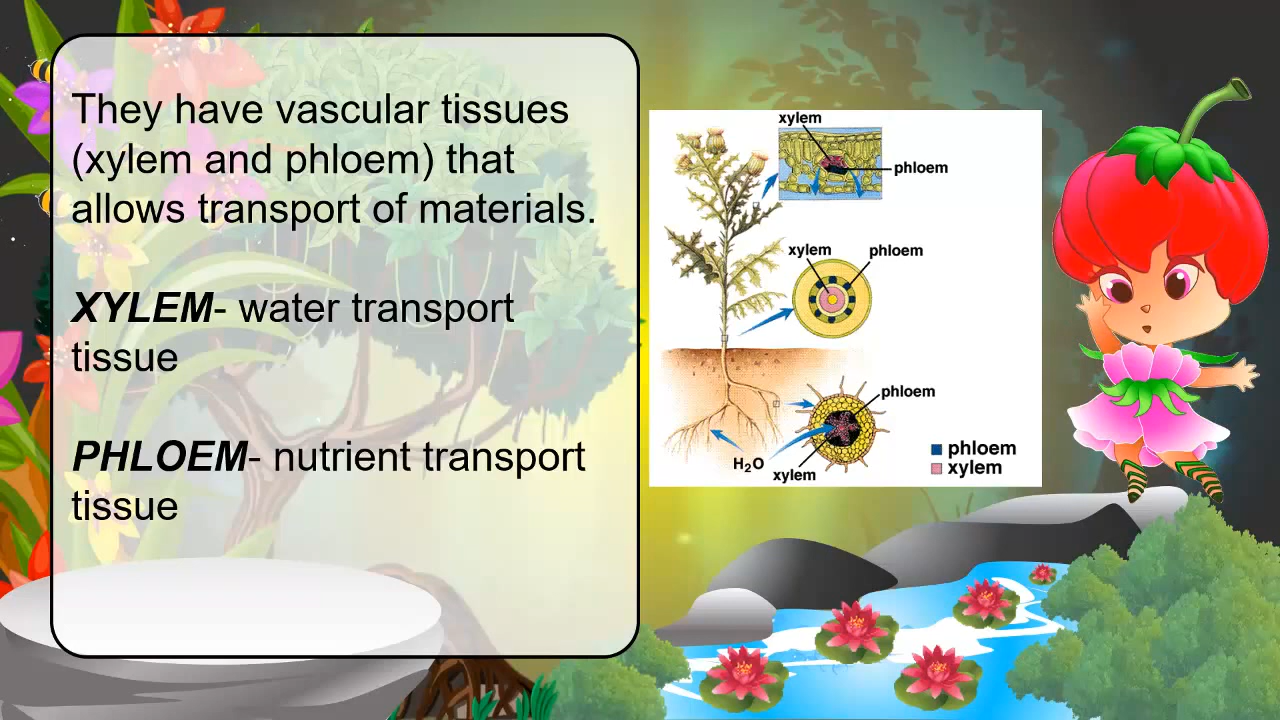 They have vascular tissues
(xylem and phloem) that
allows transport of materials.
XYLEM- water transport
tissue
PHLOEM- nutrient transport
tissue
xylem
phloem
xylem
phloem
phloem
H₂O
xylem
phloem
xylem